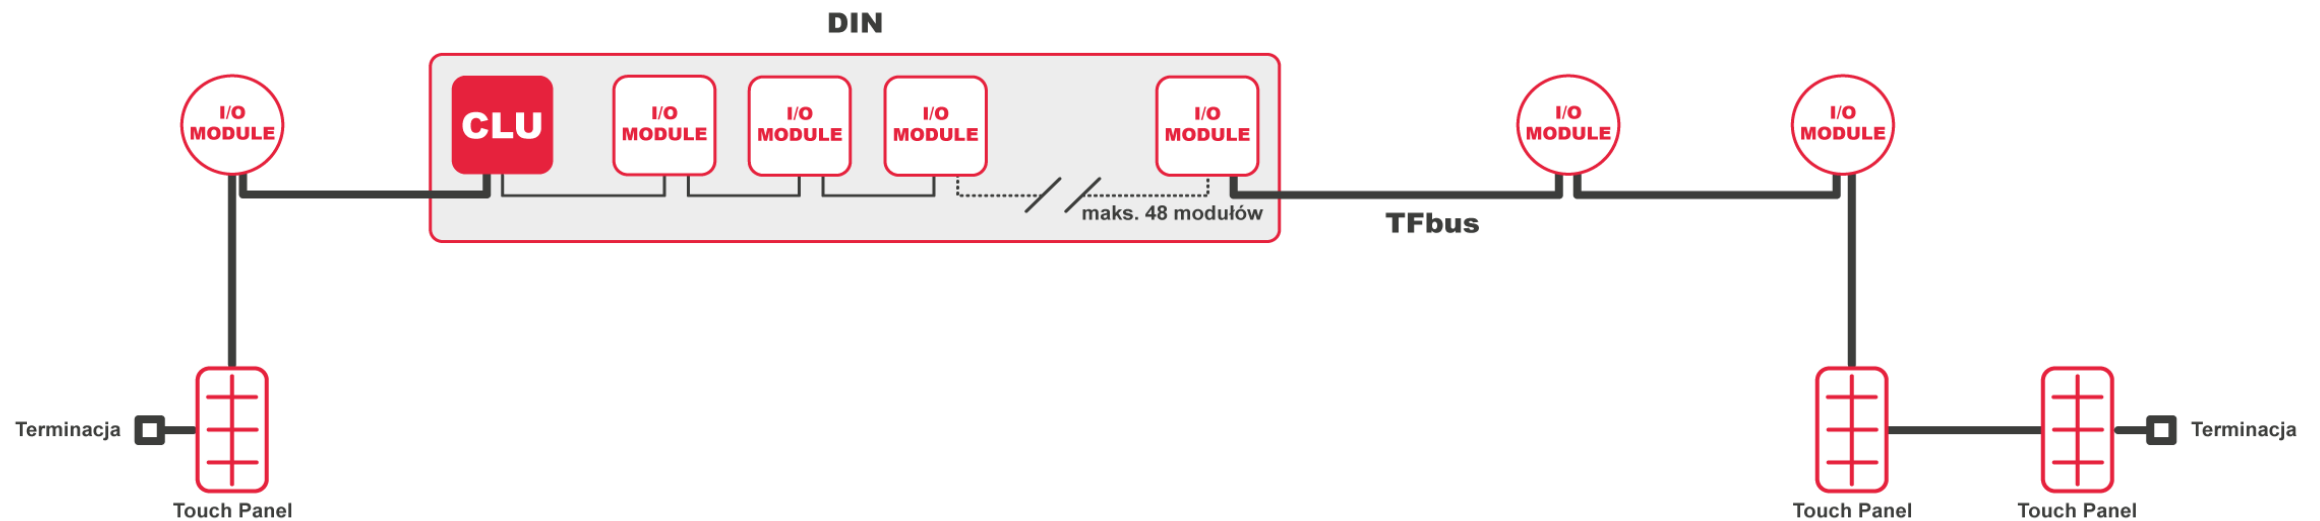 DIN
I/O
MODULE
CLU
I/O
MODULE
I/O
MODULE
I/O
MODULE
I/O
MODULE
I/O
MODULE
I/O
MODULE
maks. 48 modułów
TFbus
Terminacja
Terminacja
Touch Panel
Touch Panel
Touch Panel